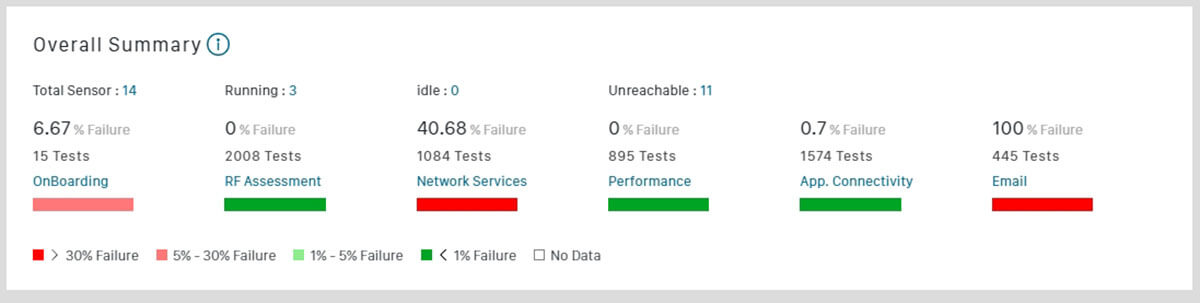 Overall Summary
Total Sensor : 14 Running : 3 idle : 0 Unreachable : 11
6.67 % Failure 0 % Failure 40.68 % Failure 0 % Failure 0.7 % Failure 100 % Failure
15 Tests 2008 Tests 1084 Tests 895 Tests 1574 Tests 445 Tests
OnBoarding RF Assessment Network Services Performance App. Connectivity Email
> 30% Failure 5% - 30% Failure 1% - 5% Failure < 1% Failure No Data